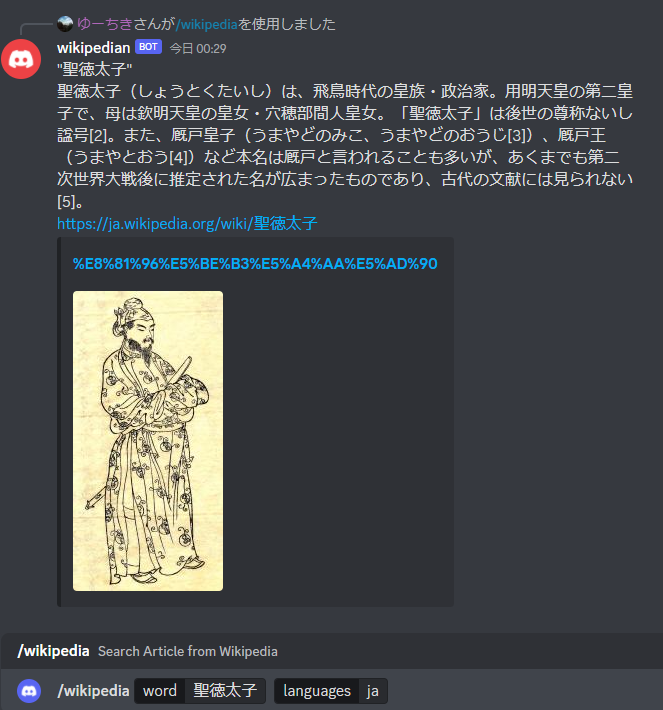 ゆーちきさんが/wikipediaを使用しました
wikipedian BOT 今日 00:29
"聖徳太子"
聖徳太子（しょうとくたいし）は、飛鳥時代の皇族・政治家。用明天皇の第二皇
子で、母は欽明天皇の皇女・穴穂部間人皇女。「聖徳太子」は後世の尊称ないし
諡号[2]。また、厩戸皇子（うまやどのみこ、うまやどのおうじ[3]）、厩戸王
（うまやとおう[4]）など本名は厩戸と言われることも多いが、あくまでも第二
次世界大戦後に推定された名が広まったものであり、古代の文献には見られない
[5]。
https://ja.wikipedia.org/wiki/聖徳太子
%E8%81%96%E5%BE%B3%E5%A4%AA%E5%AD%90
/wikipedia Search Article from Wikipedia
/wikipedia word 聖徳太子 languages ja